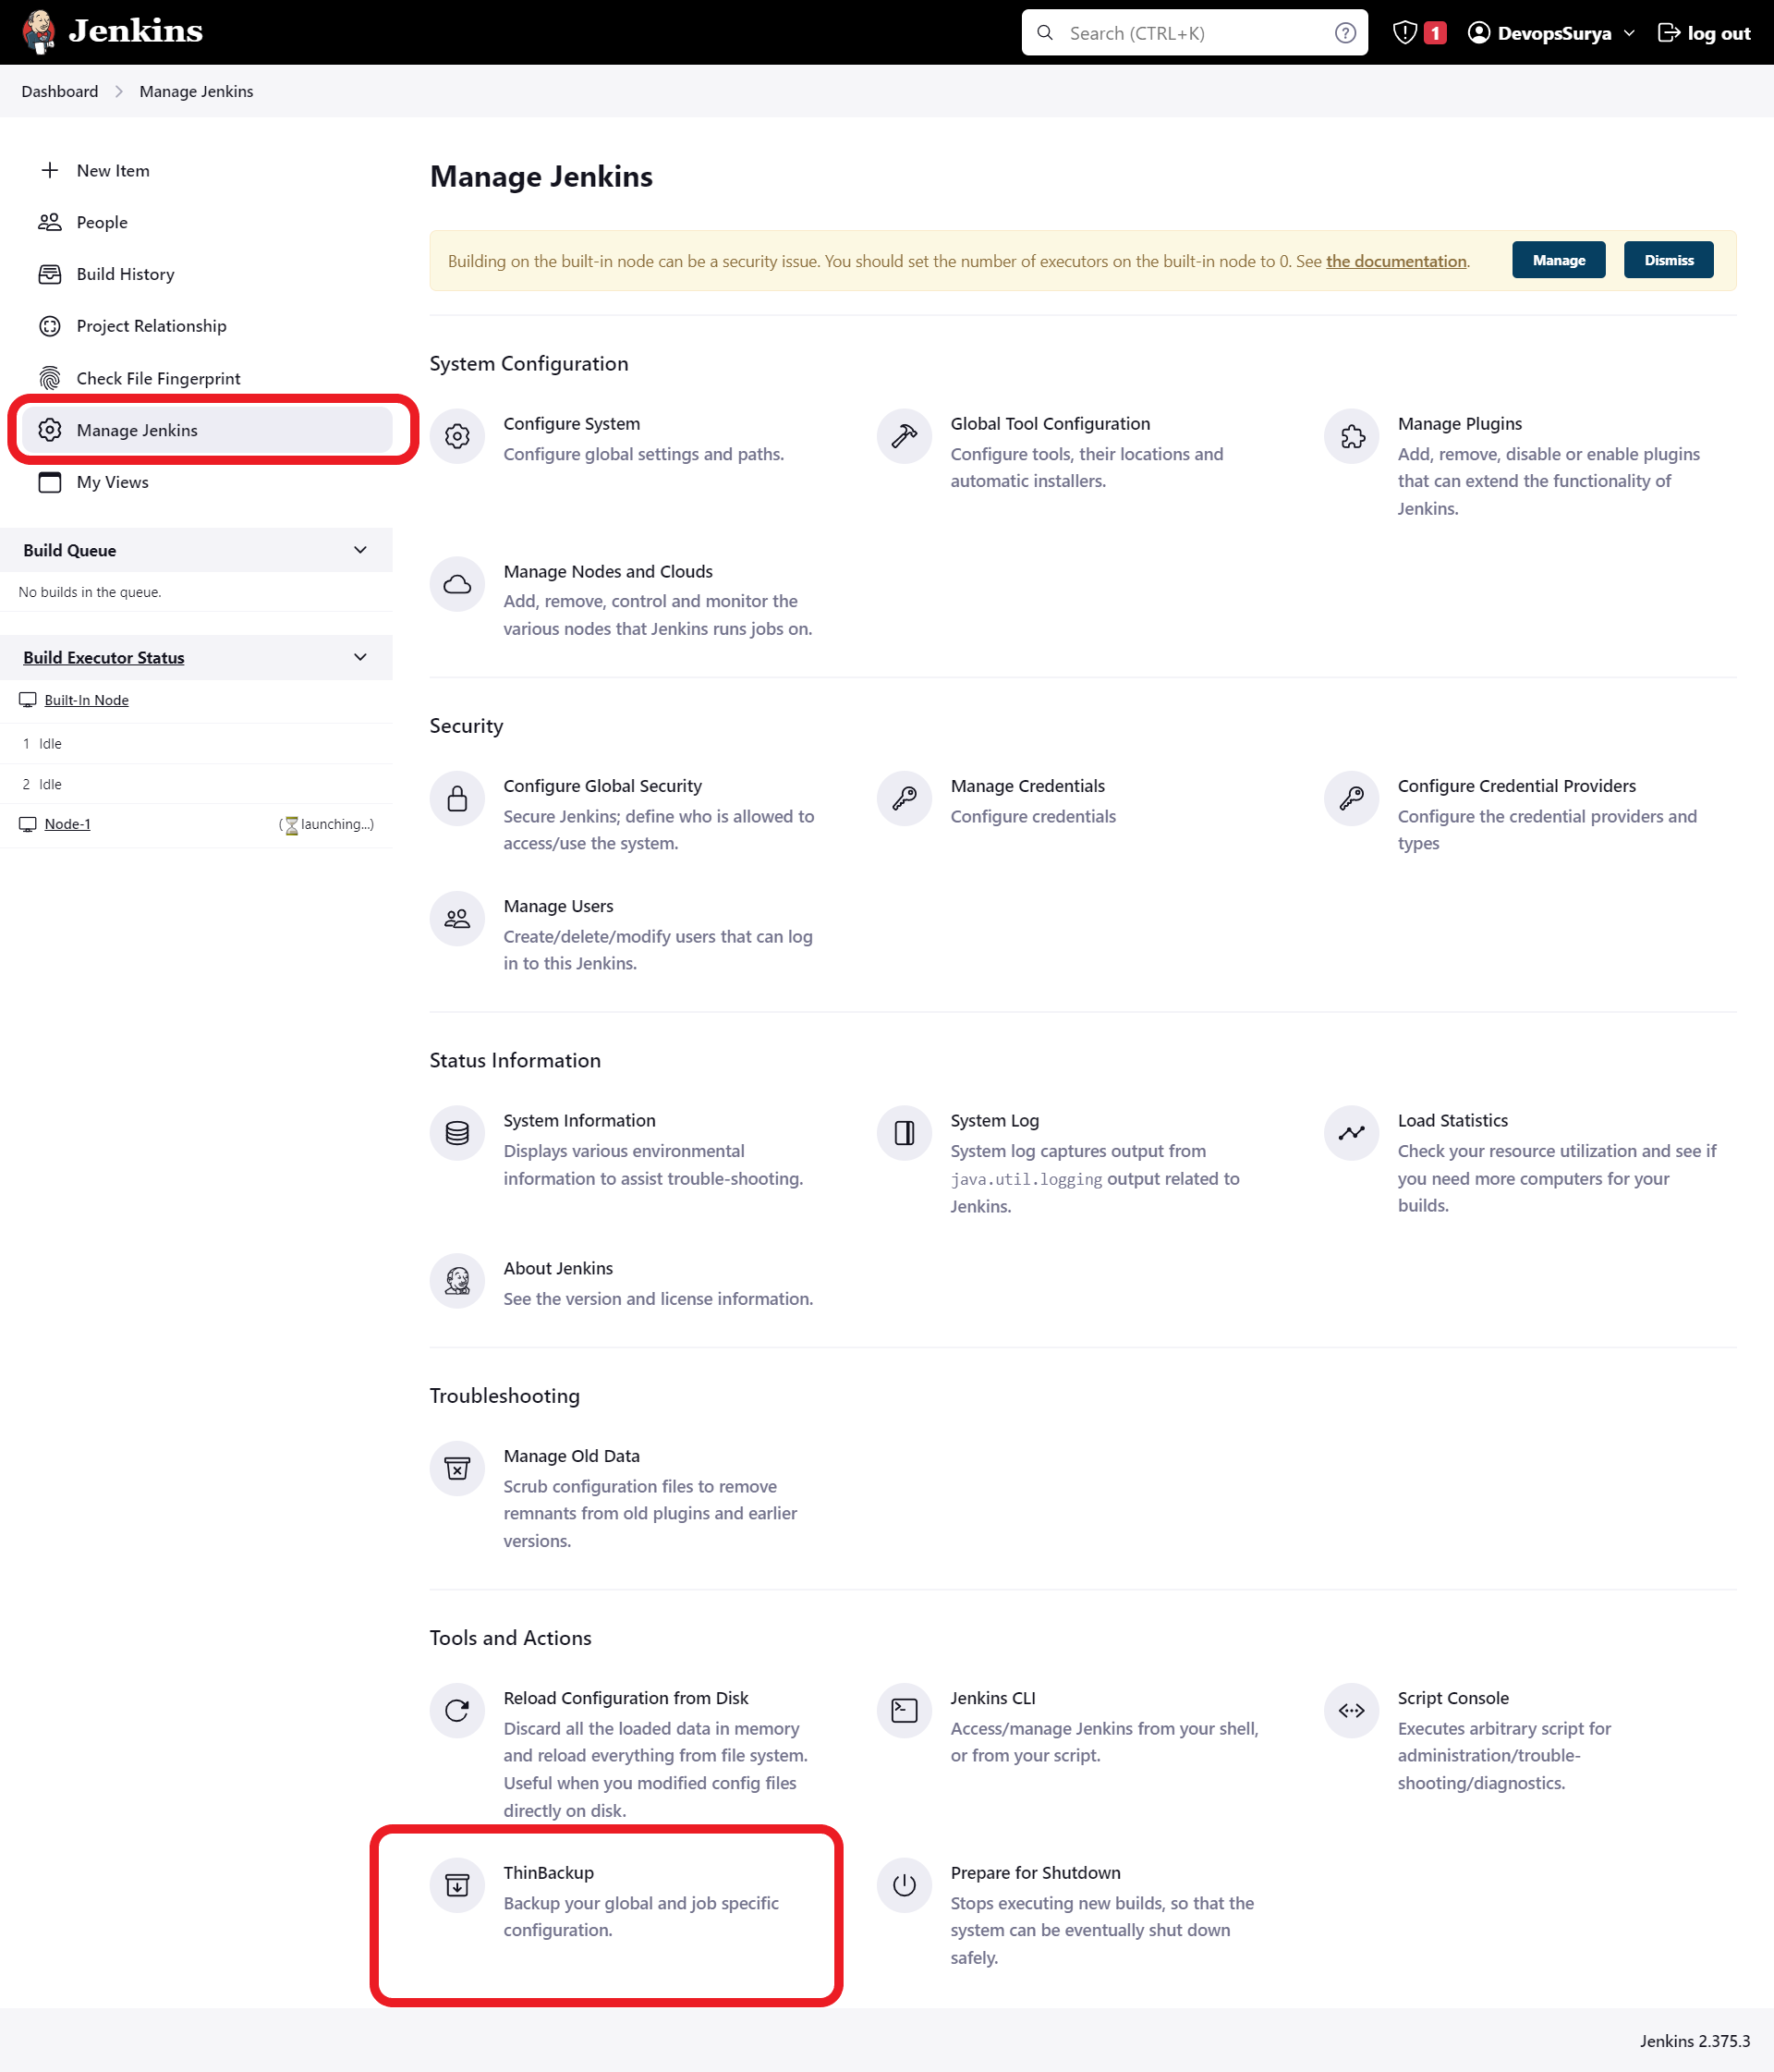 Jenkins
Search (CTRL+K)
1
DevopsSurya
log out
Dashboard
Manage Jenkins
New Item
People
Build History
Project Relationship
Check File Fingerprint
Manage Jenkins
My Views
Build Queue
No builds in the queue.
Build Executor Status
Built-In Node
1 Idle
2 Idle
Node-1
(launching...)
Manage Jenkins
Building on the built-in node can be a security issue. You should set the number of executors on the built-in node to 0. See the documentation.
Manage
Dismiss
System Configuration
Configure System
Configure global settings and paths.
Global Tool Configuration
Configure tools, their locations and
automatic installers.
Manage Plugins
Add, remove, disable or enable plugins
that can extend the functionality of
Jenkins.
Manage Nodes and Clouds
Add, remove, control and monitor the
various nodes that Jenkins runs jobs on.
Security
Configure Global Security
Secure Jenkins; define who is allowed to
access/use the system.
Manage Credentials
Configure credentials
Configure Credential Providers
Configure the credential providers and
types
Manage Users
Create/delete/modify users that can log
in to this Jenkins.
Status Information
System Information
Displays various environmental
information to assist trouble-shooting.
System Log
System log captures output from
java.util.logging output related to
Jenkins.
Load Statistics
Check your resource utilization and see if
you need more computers for your
builds.
About Jenkins
See the version and license information.
Troubleshooting
Manage Old Data
Scrub configuration files to remove
remnants from old plugins and earlier
versions.
Tools and Actions
Reload Configuration from Disk
Discard all the loaded data in memory
and reload everything from file system.
Useful when you modified config files
directly on disk.
Jenkins CLI
Access/manage Jenkins from your shell,
or from your script.
Script Console
Executes arbitrary script for
administration/trouble-
shooting/diagnostics.
ThinBackup
Backup your global and job specific
configuration.
Prepare for Shutdown
Stops executing new builds, so that the
system can be eventually shut down
safely.
Jenkins 2.375.3